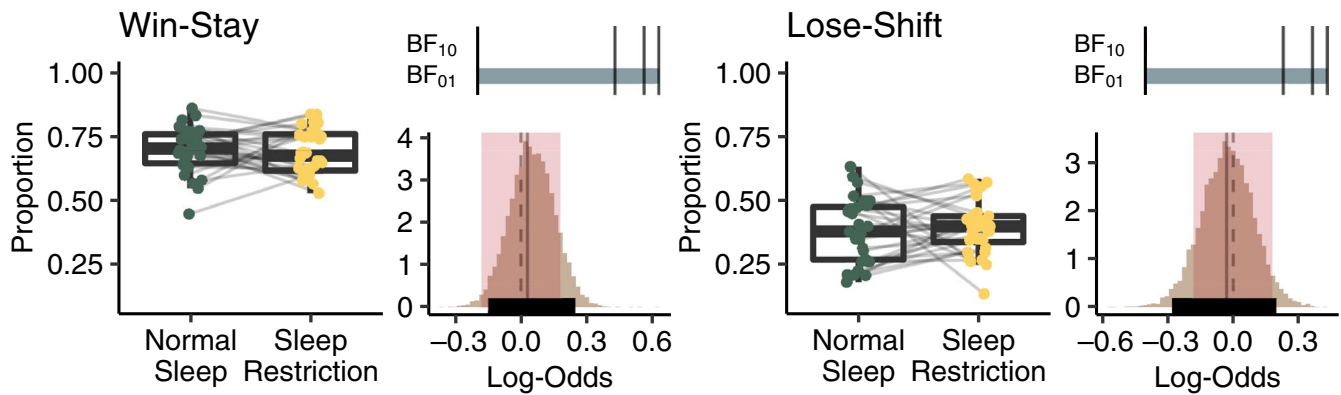 Win-Stay
Proportion
1.00
0.75
0.50
0.25
Normal
Sleep
Sleep
Restriction
BF10
BF01
4
3
2
1
0
−0.3 0.0 0.3 0.6
Log-Odds
Lose-Shift
Proportion
1.00
0.75
0.50
0.25
Normal
Sleep
Sleep
Restriction
BF10
BF01
3
2
1
0
−0.6 −0.3 0.0 0.3
Log-Odds